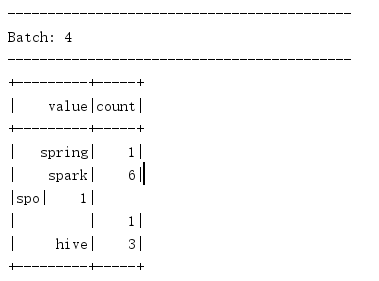 -------------------------------------------
Batch: 4
-------------------------------------------
+---------+-----+
|    value|count|
+---------+-----+
|   spring|    1|
|    spark|    6|
|spo|    1|
|         |    1|
|     hive|    3|
+---------+-----+